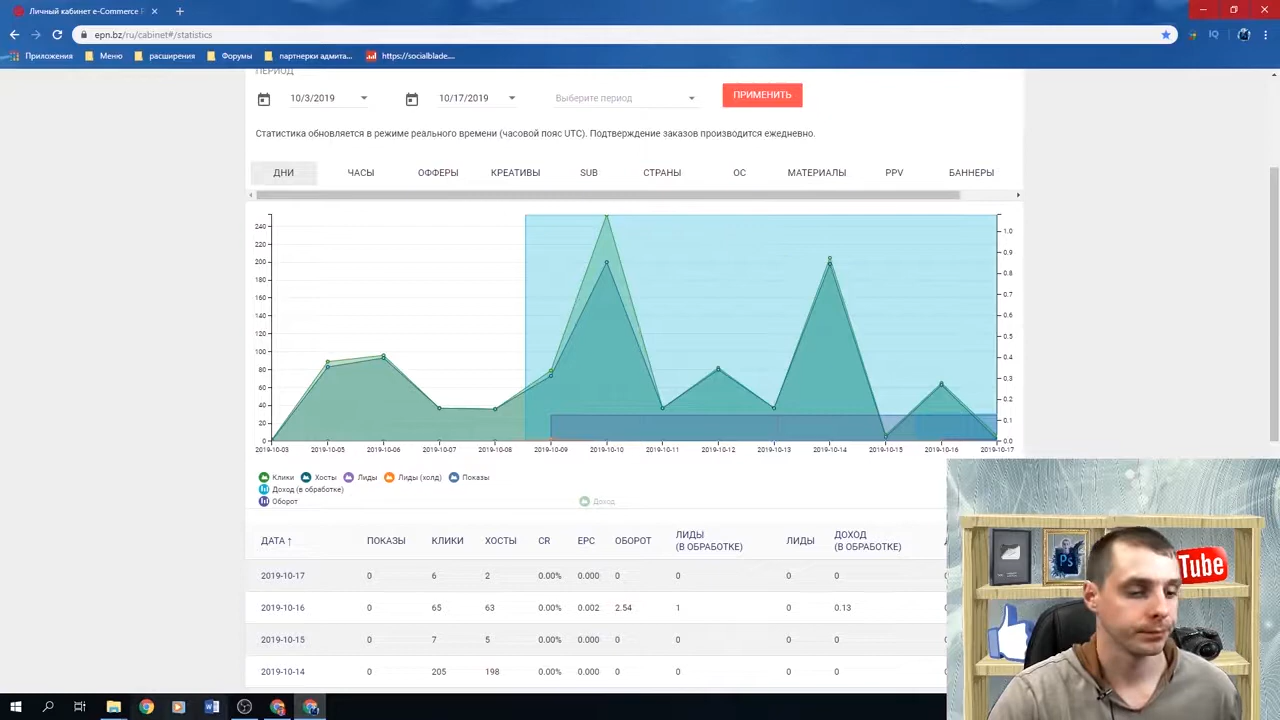 Личный кабинет e-Commerce
epn.bz/ru/cabinet#/statistics
Приложения Меню расширения Форумы партнерки адмита... https://socialblade....
IQ
ПЕРИОД
10/3/2019 10/17/2019 Выберите период ПРИМЕНИТЬ
Статистика обновляется в режиме реального времени (часовой пояс UTC). Подтверждение заказов производится ежедневно.
ДНИ ЧАСЫ ОФФЕРЫ КРЕАТИВЫ SUB СТРАНЫ ОС МАТЕРИАЛЫ PPV БАННЕРЫ
240
220
200
180
160
140
120
100
80
60
40
20
0
1.0
0.9
0.8
0.7
0.6
0.5
0.4
0.3
0.2
0.1
0.0
2019-10-05 2019-10-06 2019-10-07 2019-10-08 2019-10-09 2019-10-10 2019-10-11 2019-10-12 2019-10-13 2019-10-14 2019-10-15 2019-10-16 2019-10-17
Клики Хосты Лиды Лиды (холд) Показы
Доход (в обработке)
Оборот Доход
ДАТА↑ ПОКАЗЫ КЛИКИ ХОСТЫ CR EPC ОБОРОТ ЛИДЫ (В ОБРАБОТКЕ) ЛИДЫ ДОХОД (В ОБРАБОТКЕ)
2019-10-17 0 6 2 0.00% 0.000 0 0 0 0
2019-10-16 0 65 63 0.00% 0.002 2.54 1 0 0.13
2019-10-15 0 7 5 0.00% 0.000 0 0 0 0
2019-10-14 0 205 198 0.00% 0.000 0 0 0 0
Ps
Tube